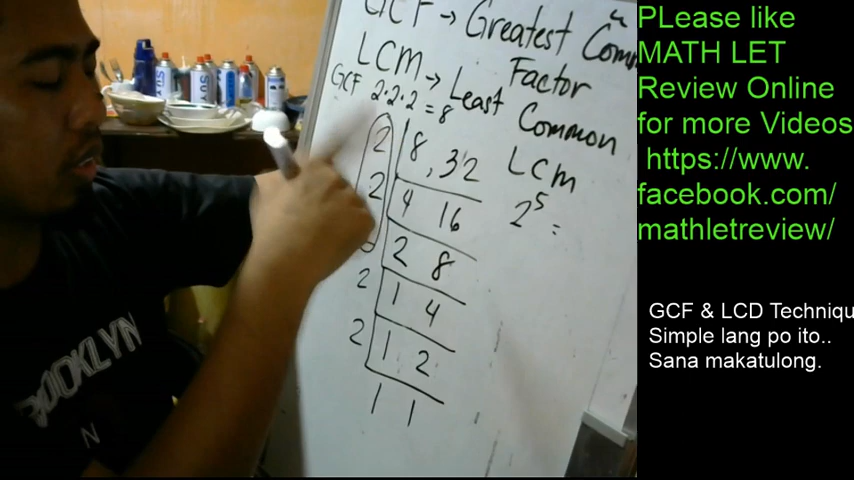 GCF → Greatest Com
Factor
LCM → Least
Common
GCF 2·2·2 = 8
2 8, 32
2 4 16
2 8
2 1 4
2 1 2
1 1
LCM
2⁵ =
BROOKLYN
N
PLease like
MATH LET
Review Online
for more Videos
https://www.
facebook.com/
mathletreview/
GCF & LCD Techniqu
Simple lang po ito..
Sana makatulong.